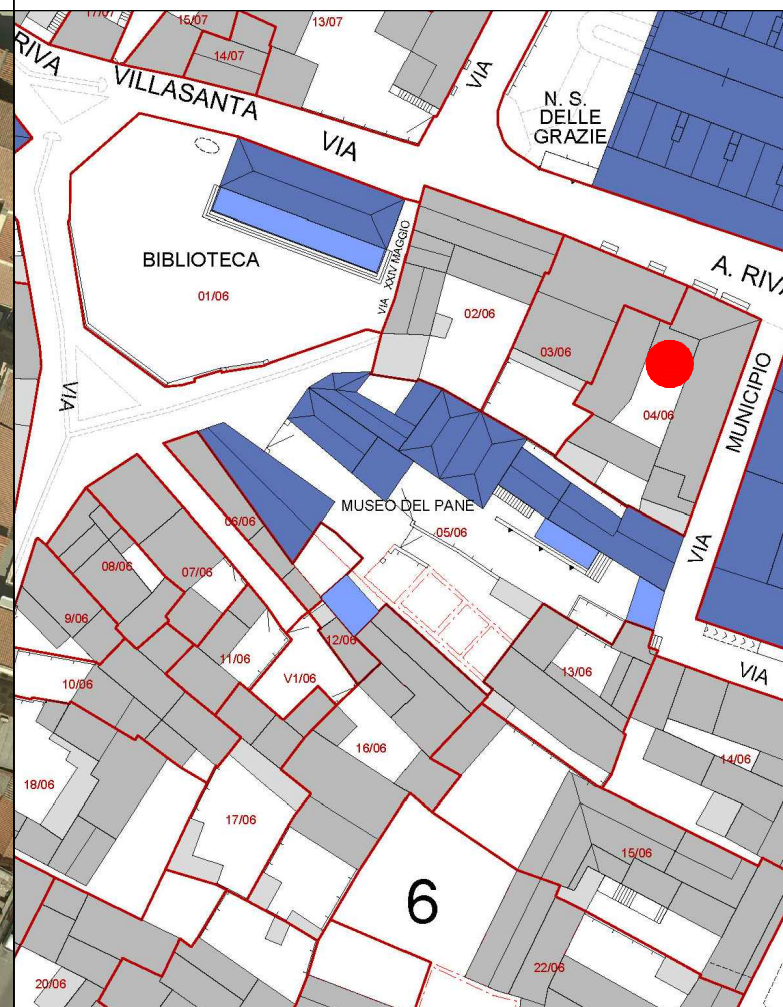 17/07
15/07
13/07
14/07
RIVA
VILLASANTA
VIA
VIA
N. S.
DELLE
GRAZIE
A. RIVA
BIBLIOTECA
01/06
VIA XXIV MAGGIO
02/06
03/06
04/06
VIA
MUNICIPIO
MUSEO DEL PANE
05/06
06/06
VIA
08/06
07/06
9/06
12/06
11/06
13/06
VIA
10/06
V1/06
16/06
14/06
18/06
17/06
15/06
6
22/06
20/06